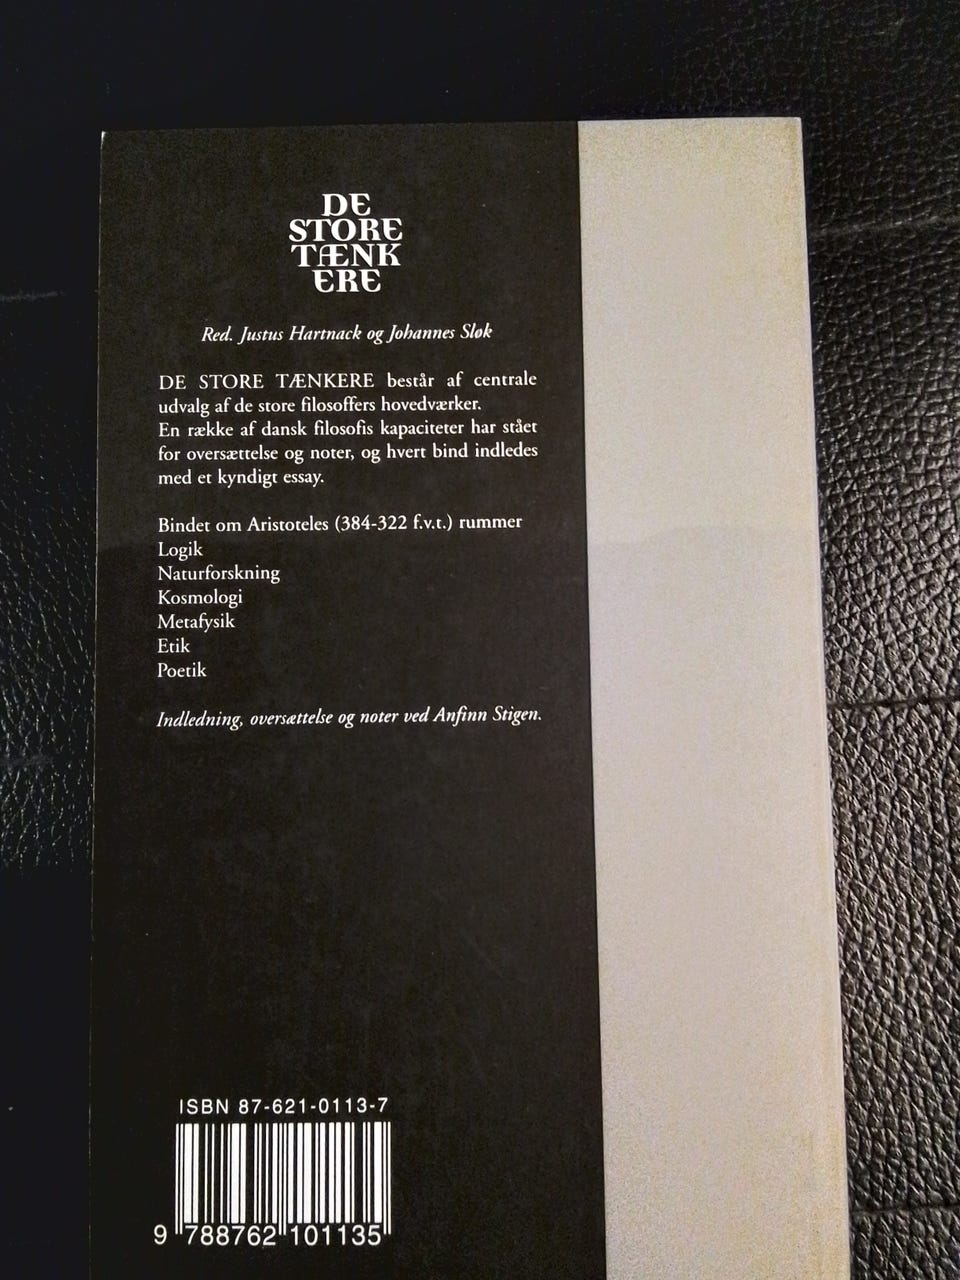 DE
STORE
TÆNK
ERE
Red. Justus Hartnack og Johannes Sløk
DE STORE TÆNKERE består af centrale
udvalg af de store filosoffers hovedværker.
En række af dansk filosofis kapaciteter har stået
for oversættelse og noter, og hvert bind indledes
med et kyndigt essay.
Bindet om Aristoteles (384-322 f.v.t.) rummer
Logik
Naturforskning
Kosmologi
Metafysik
Etik
Poetik
Indledning, oversættelse og noter ved Anfinn Stigen.
ISBN 87-621-0113-7
9 788762 101135